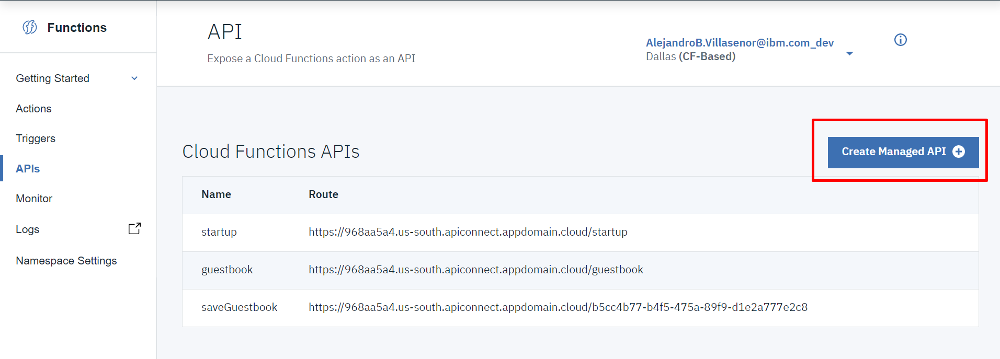 Functions
Getting Started
Actions
Triggers
APIs
Monitor
Logs
Namespace Settings
API
Expose a Cloud Functions action as an API
AlejandroB.Villasenor@ibm.com_dev
Dallas (CF-Based)
Cloud Functions APIs
Create Managed API
Name Route
startup https://968aa5a4.us-south.apiconnect.appdomain.cloud/startup
guestbook https://968aa5a4.us-south.apiconnect.appdomain.cloud/guestbook
saveGuestbook https://968aa5a4.us-south.apiconnect.appdomain.cloud/b5cc4b77-b4f5-475a-89f9-d1e2a777e2c8